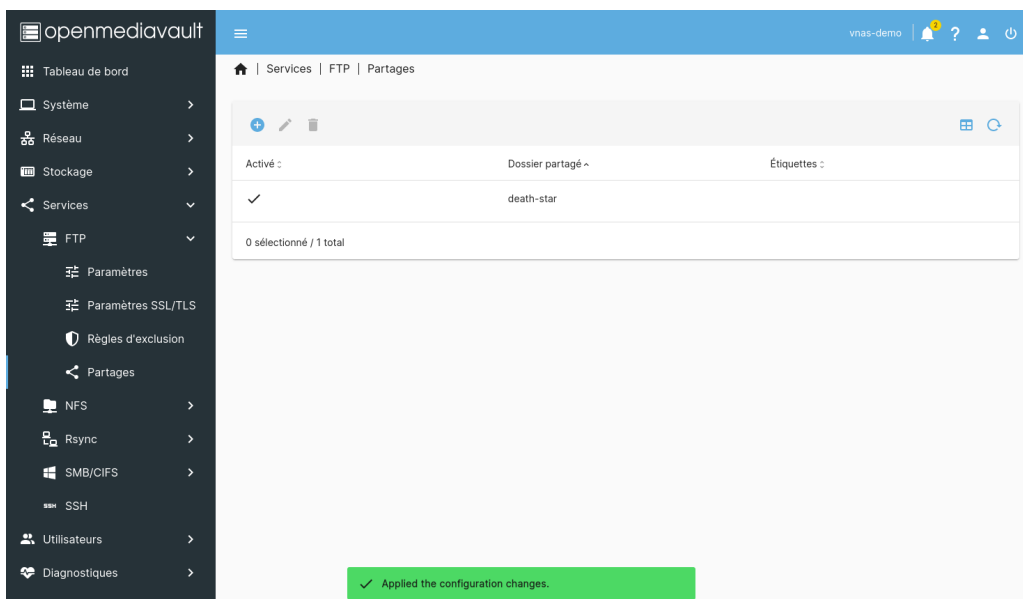 openmediavault
vnas-demo
2
Tableau de bord
Système
Réseau
Stockage
Services
FTP
Paramètres
Paramètres SSL/TLS
Règles d'exclusion
Partages
NFS
Rsync
SMB/CIFS
SSH SSH
Utilisateurs
Diagnostiques
| Services | FTP | Partages
Activé Dossier partagé Étiquettes
death-star
0 sélectionné / 1 total
Applied the configuration changes.